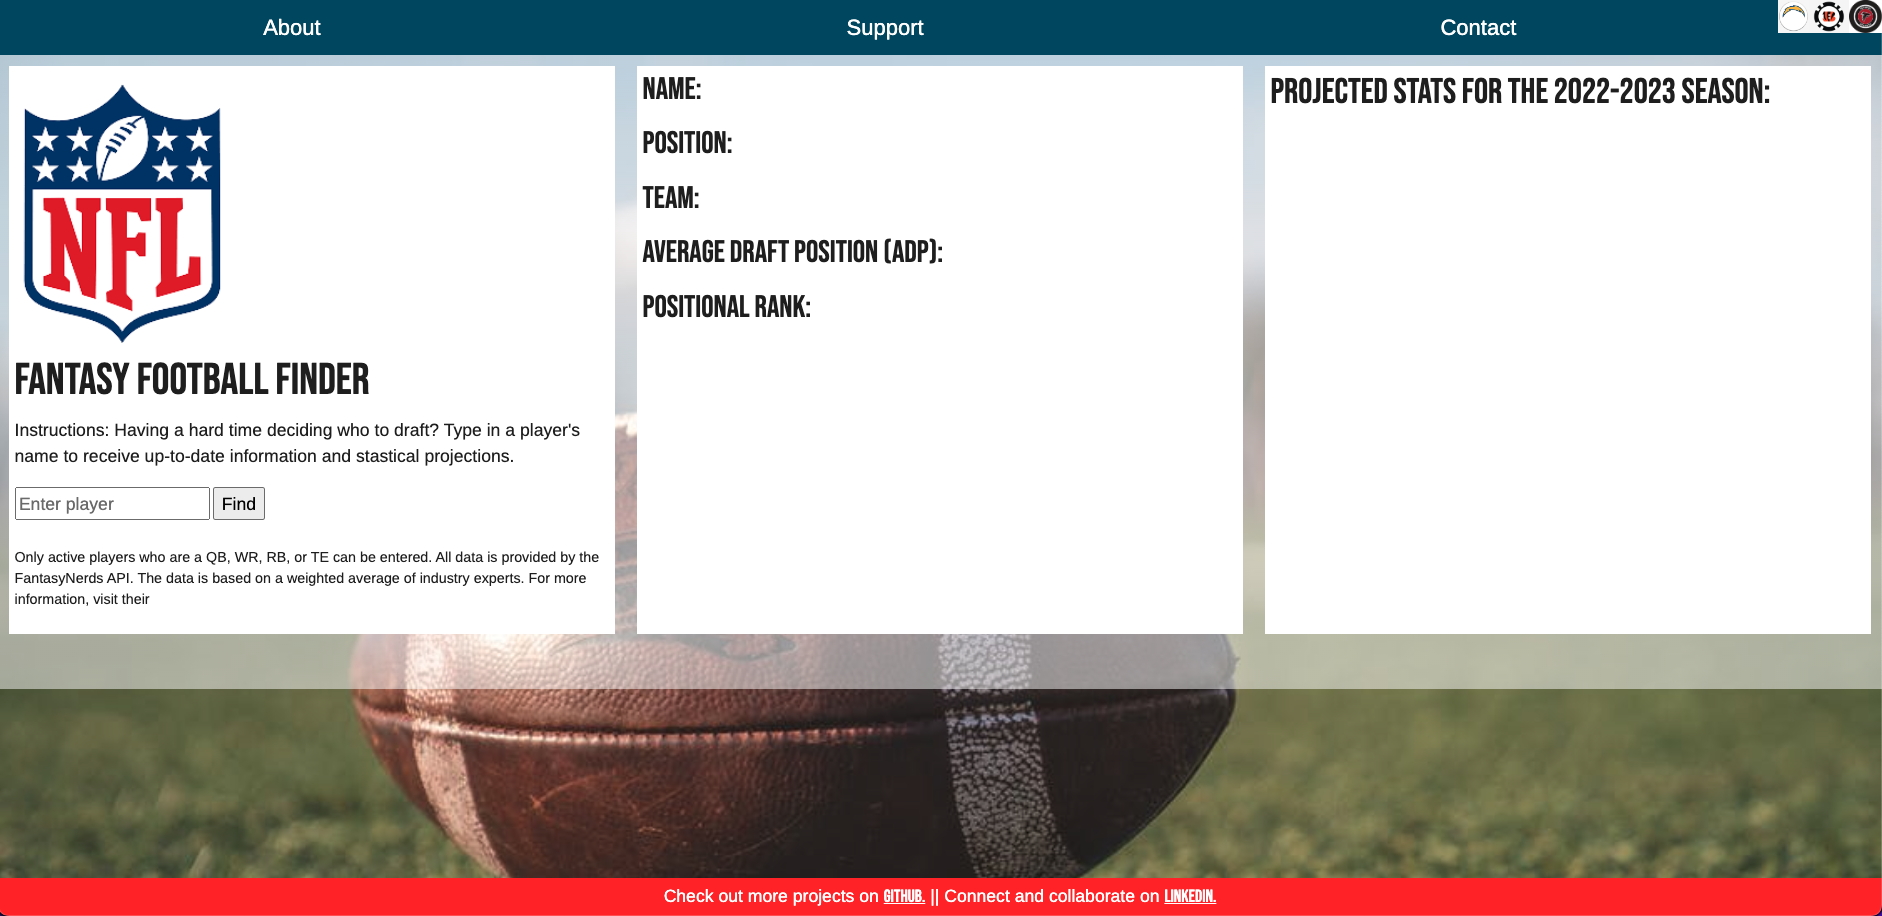 About
Support
Contact
NFL
FANTASY FOOTBALL FINDER
Instructions: Having a hard time deciding who to draft? Type in a player's
name to receive up-to-date information and stastical projections.
Enter player
Find
Only active players who are a QB, WR, RB, or TE can be entered. All data is provided by the
FantasyNerds API. The data is based on a weighted average of industry experts. For more
information, visit their
NAME:
POSITION:
TEAM:
AVERAGE DRAFT POSITION (ADP):
POSITIONAL RANK:
PROJECTED STATS FOR THE 2022-2023 SEASON:
Check out more projects on GITHUB. || Connect and collaborate on LINKEDIN.